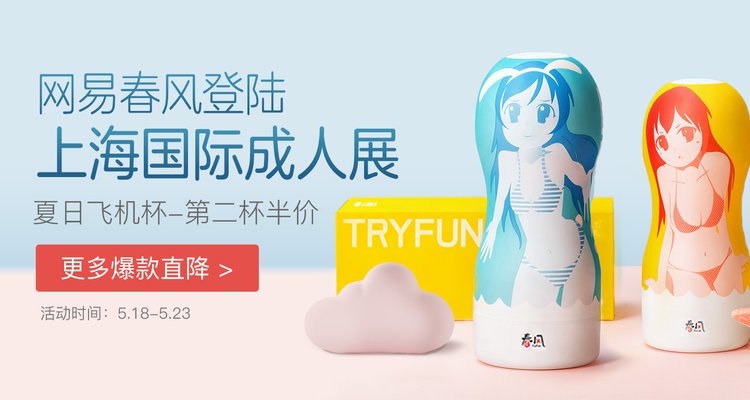 网易春风登陆
上海国际成人展
夏日飞机杯-第二杯半价
更多爆款直降 >
活动时间：5.18-5.23
TRYFUN
春风
春风